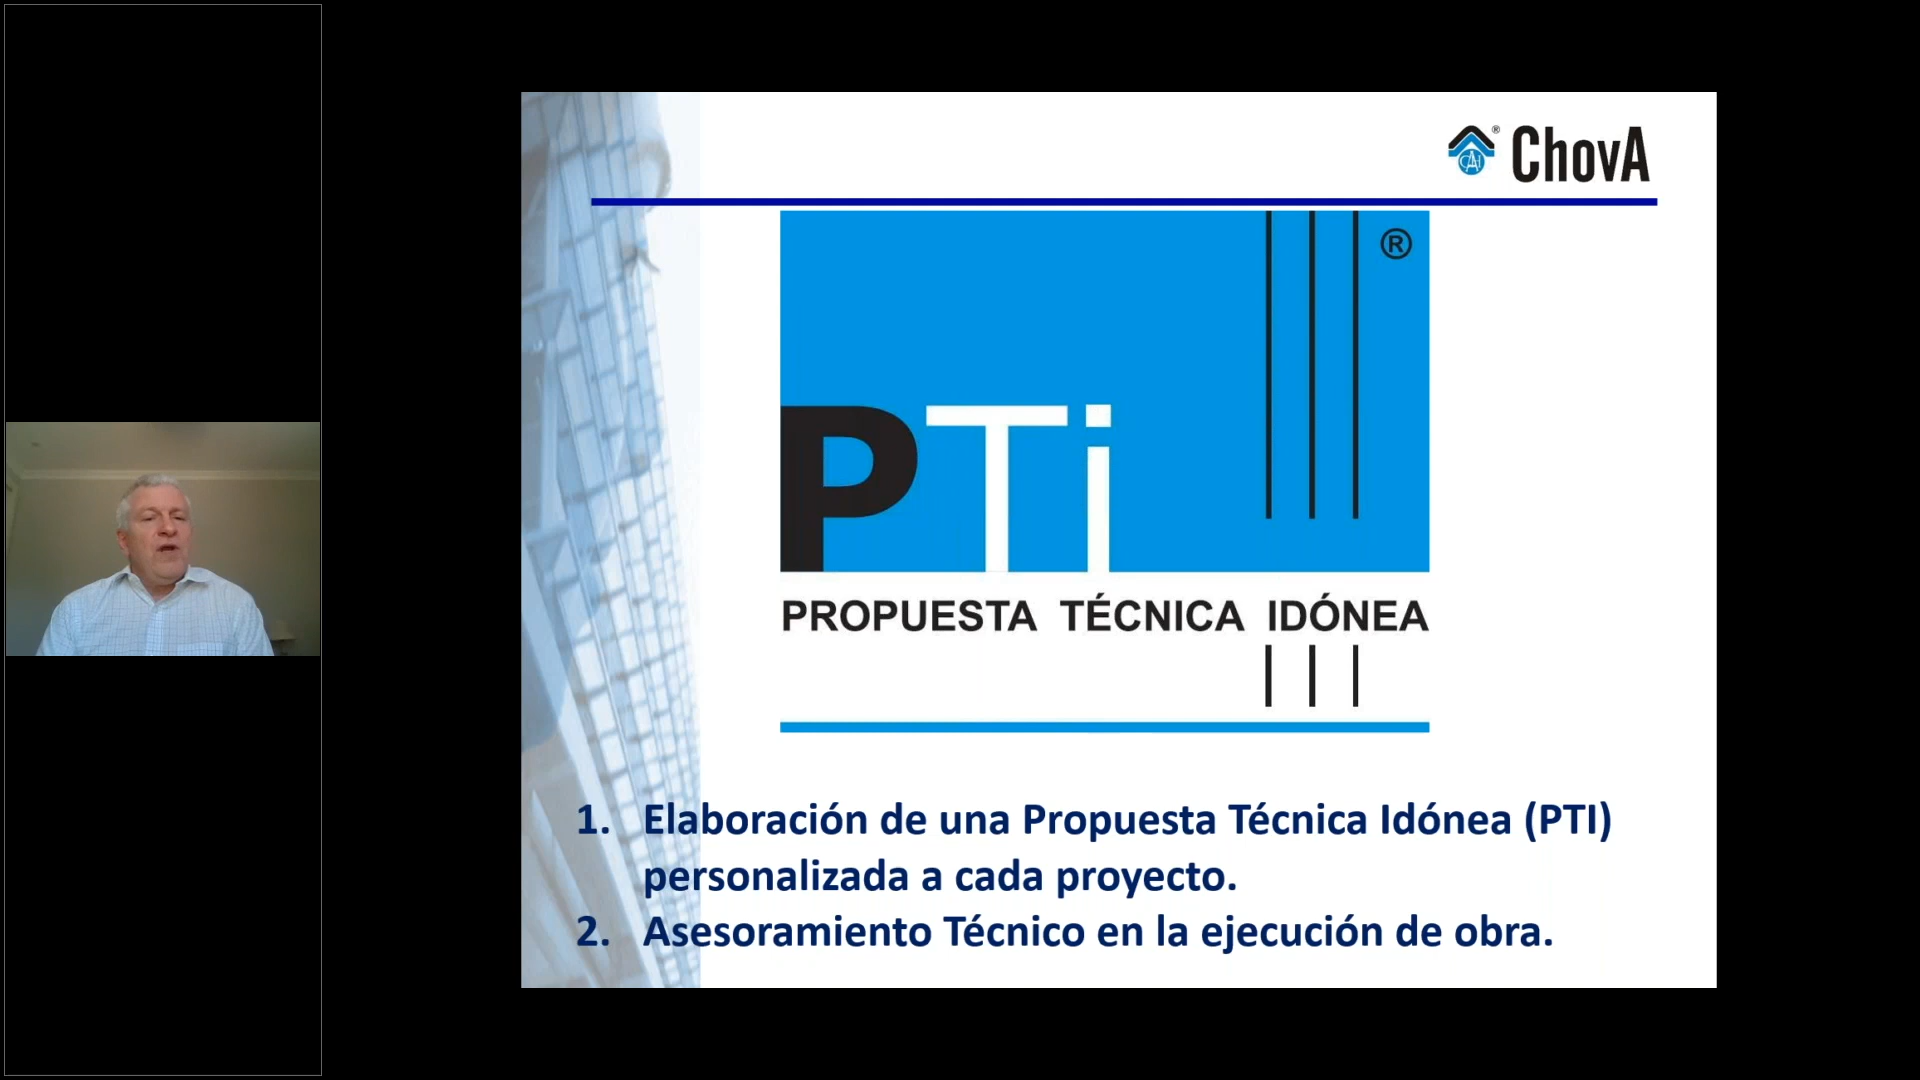 ® ChovA
®
PTi
PROPUESTA TÉCNICA IDÓNEA
1. Elaboración de una Propuesta Técnica Idónea (PTI)
personalizada a cada proyecto.
2. Asesoramiento Técnico en la ejecución de obra.